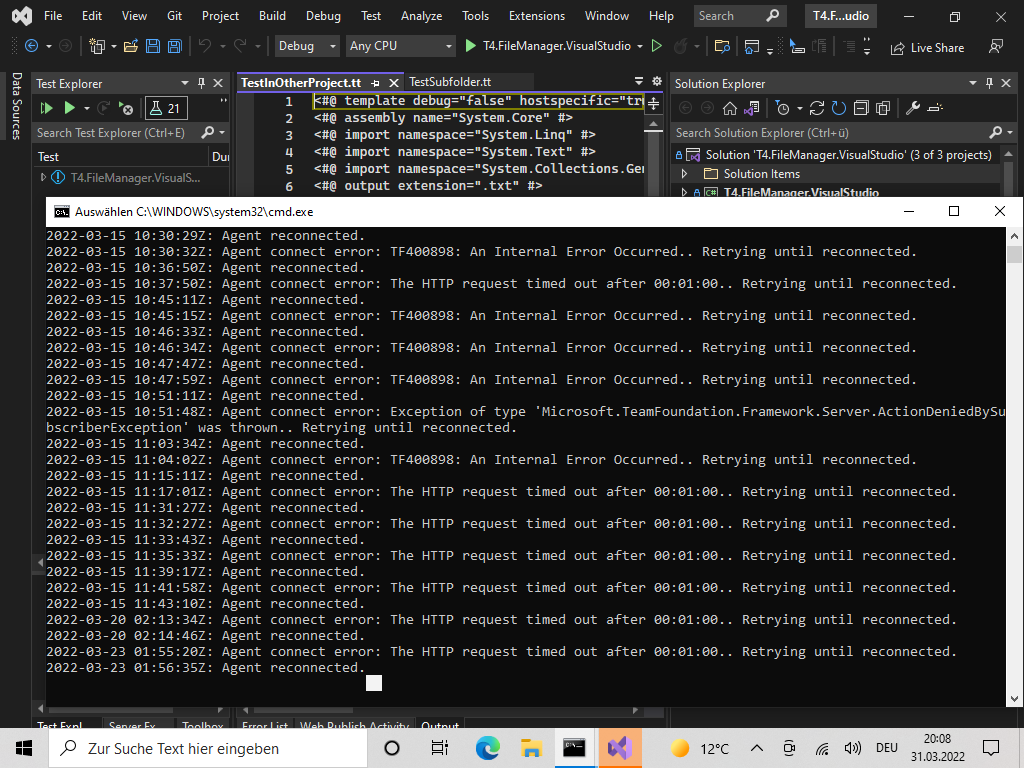 File Edit View Git Project Build Debug Test Analyze Tools Extensions Window Help Search T4.F...udio
Debug Any CPU T4.FileManager.VisualStudio Live Share
Data Sources
Test Explorer
21
Search Test Explorer (Ctrl+E)
Test Dur
T4.FileManager.VisualS...
TestInOtherProject.tt TestSubfolder.tt
1 <#@ template debug="false" hostspecific="tr
2 <#@ assembly name="System.Core" #>
3 <#@ import namespace="System.Linq" #>
4 <#@ import namespace="System.Text" #>
5 <#@ import namespace="System.Collections.Gen
6 <#@ output extension=".txt" #>
Solution Explorer
Search Solution Explorer (Ctrl+ü)
Solution 'T4.FileManager.VisualStudio' (3 of 3 projects)
Solution Items
C# T4.FileManager.VisualStudio
Auswählen C:\WINDOWS\system32\cmd.exe
2022-03-15 10:30:29Z: Agent reconnected.
2022-03-15 10:30:32Z: Agent connect error: TF400898: An Internal Error Occurred.. Retrying until reconnected.
2022-03-15 10:36:50Z: Agent reconnected.
2022-03-15 10:37:50Z: Agent connect error: The HTTP request timed out after 00:01:00.. Retrying until reconnected.
2022-03-15 10:45:11Z: Agent reconnected.
2022-03-15 10:45:15Z: Agent connect error: TF400898: An Internal Error Occurred.. Retrying until reconnected.
2022-03-15 10:46:33Z: Agent reconnected.
2022-03-15 10:46:34Z: Agent connect error: TF400898: An Internal Error Occurred.. Retrying until reconnected.
2022-03-15 10:47:47Z: Agent reconnected.
2022-03-15 10:47:59Z: Agent connect error: TF400898: An Internal Error Occurred.. Retrying until reconnected.
2022-03-15 10:51:11Z: Agent reconnected.
2022-03-15 10:51:48Z: Agent connect error: Exception of type 'Microsoft.TeamFoundation.Framework.Server.ActionDeniedBySu
bscriberException' was thrown.. Retrying until reconnected.
2022-03-15 11:03:34Z: Agent reconnected.
2022-03-15 11:04:02Z: Agent connect error: TF400898: An Internal Error Occurred.. Retrying until reconnected.
2022-03-15 11:15:11Z: Agent reconnected.
2022-03-15 11:17:01Z: Agent connect error: The HTTP request timed out after 00:01:00.. Retrying until reconnected.
2022-03-15 11:31:27Z: Agent reconnected.
2022-03-15 11:32:27Z: Agent connect error: The HTTP request timed out after 00:01:00.. Retrying until reconnected.
2022-03-15 11:33:43Z: Agent reconnected.
2022-03-15 11:35:33Z: Agent connect error: The HTTP request timed out after 00:01:00.. Retrying until reconnected.
2022-03-15 11:39:17Z: Agent reconnected.
2022-03-15 11:41:58Z: Agent connect error: The HTTP request timed out after 00:01:00.. Retrying until reconnected.
2022-03-15 11:43:10Z: Agent reconnected.
2022-03-20 02:13:34Z: Agent connect error: The HTTP request timed out after 00:01:00.. Retrying until reconnected.
2022-03-20 02:14:46Z: Agent reconnected.
2022-03-23 01:55:20Z: Agent connect error: The HTTP request timed out after 00:01:00.. Retrying until reconnected.
2022-03-23 01:56:35Z: Agent reconnected.
Test Expl... Server Ex... Toolbox Error List Web Publish Activity Output
Zur Suche Text hier eingeben 12°C DEU 20:08
31.03.2022